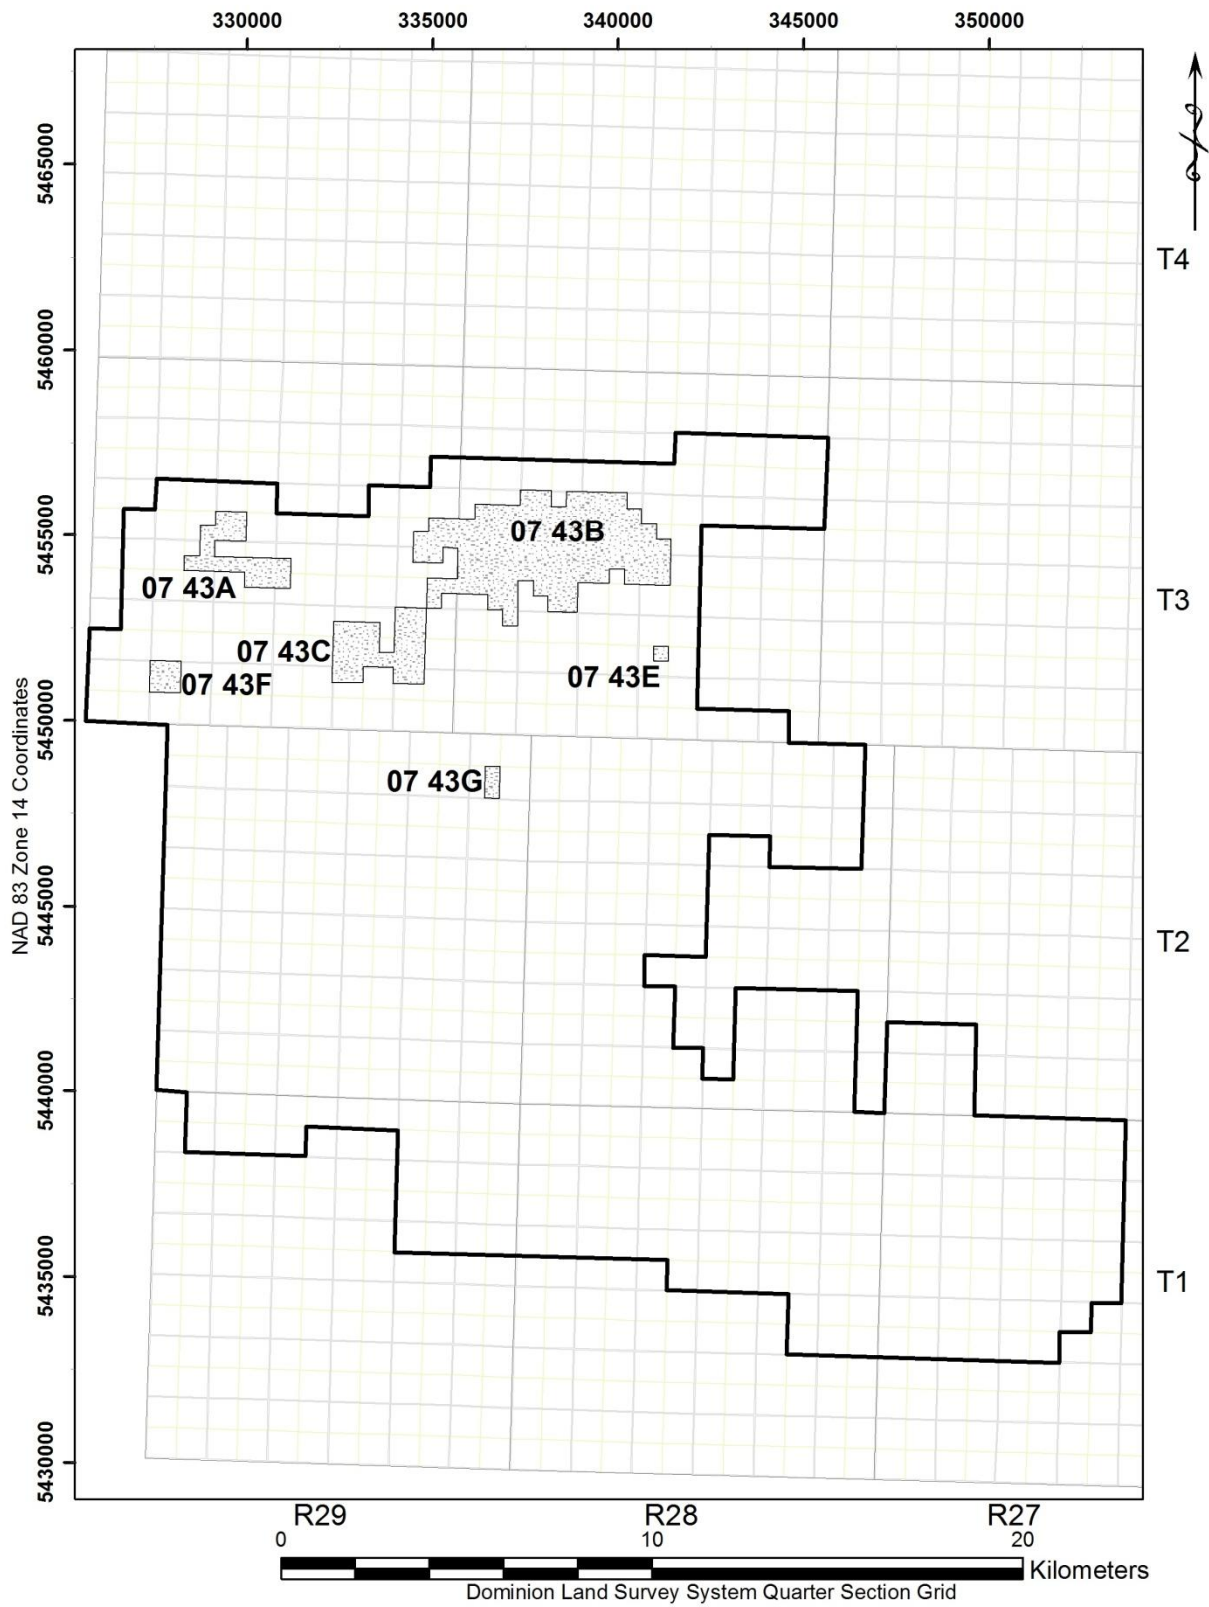 330000 335000 340000 345000 350000
5465000
T4
5460000
5455000
07 43B
07 43A
T3
07 43C
07 43E
07 43F
5450000
07 43G
NAD 83 Zone 14 Coordinates
5445000
T2
5440000
5435000
T1
5430000
R29 R28 R27
0 10 20
Kilometers
Dominion Land Survey System Quarter Section Grid